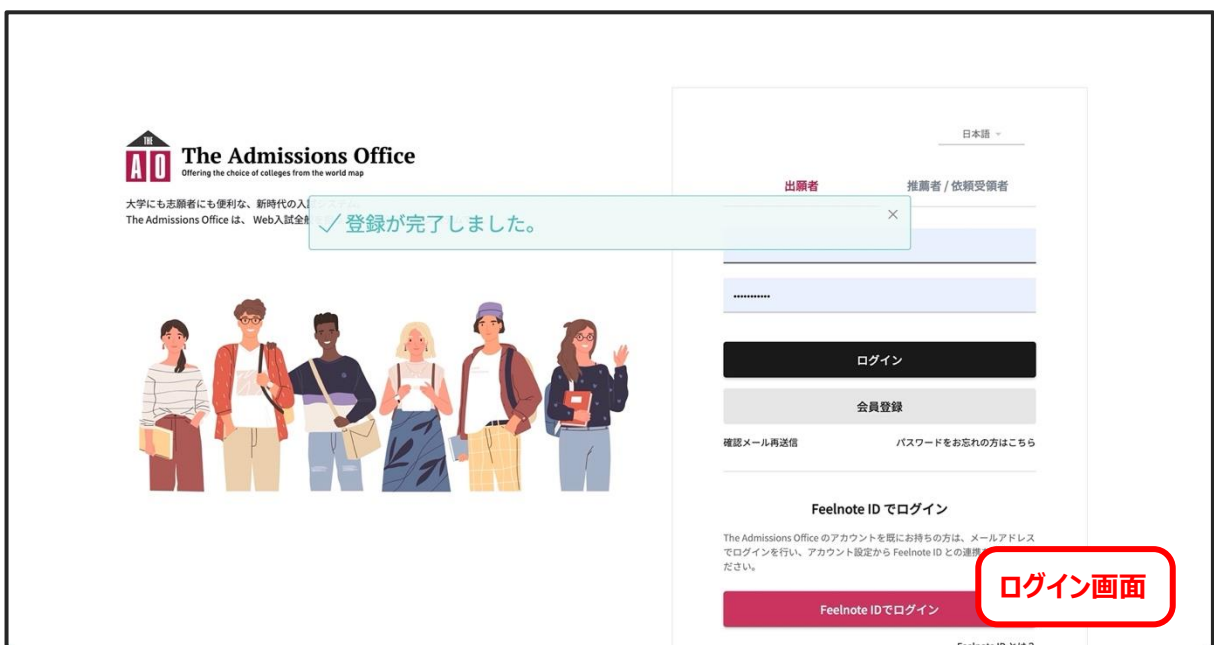 THE
AO
The Admissions Office
Offering the choice of colleges from the world map
大学にも志願者にも便利な、新時代の入
The Admissions Office は、 Web入試全
登録が完了しました。
×
日本語
出願者
推薦者 / 依頼受領者
•••••••••••
ログイン
会員登録
確認メール再送信
パスワードをお忘れの方はこちら
Feelnote ID でログイン
The Admissions Office のアカウントを既にお持ちの方は、メールアドレス
でログインを行い、アカウント設定から Feelnote ID との連携
ださい。
ログイン画面
Feelnote IDでログイン